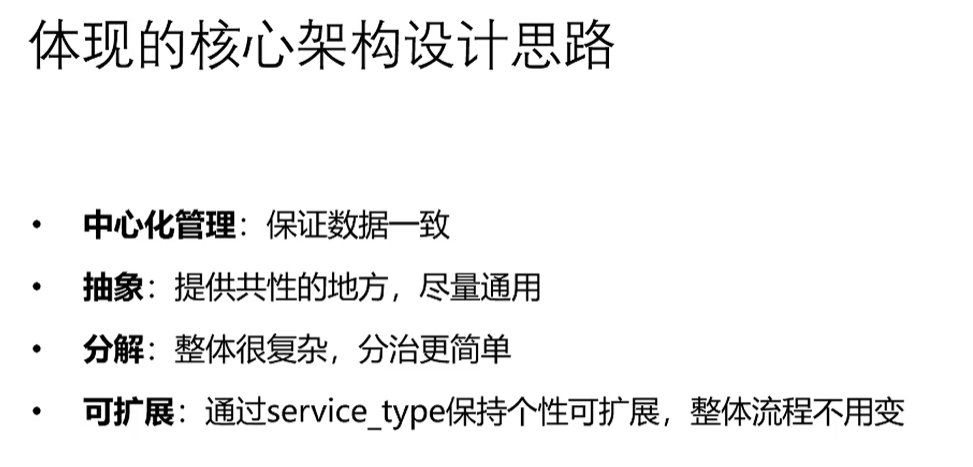 体现的核心架构设计思路
• 中心化管理：保证数据一致
• 抽象：提供共性的地方，尽量通用
• 分解：整体很复杂，分治更简单
• 可扩展：通过service_type保持个性可扩展，整体流程不用变